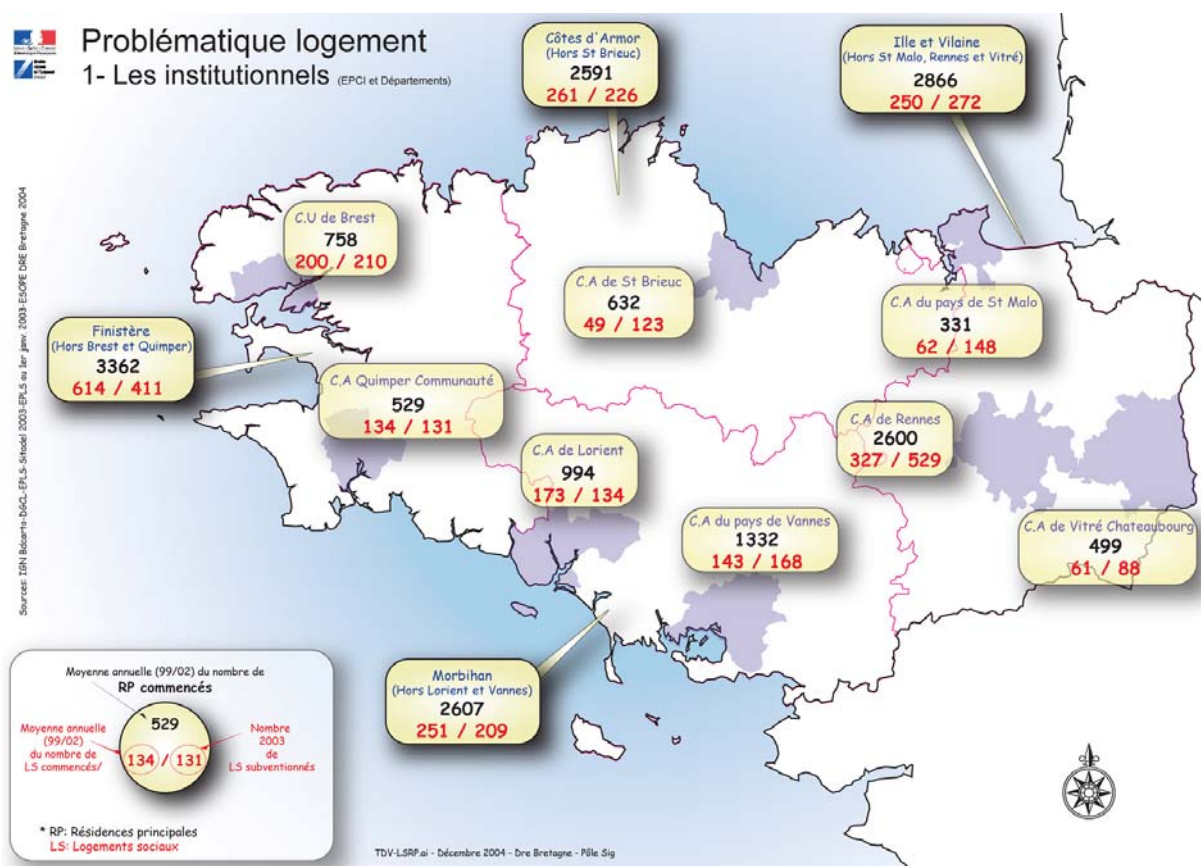 Problématique logement
1- Les institutionnels (EPCI et Départements)
Côtes d'Armor
(Hors St Brieuc)
2591
261 / 226
Ille et Vilaine
(Hors St Malo, Rennes et Vitré)
2866
250 / 272
C.U de Brest
758
200 / 210
C.A de St Brieuc
632
49 / 123
C.A du pays de St Malo
331
62 / 148
Finistère
(Hors Brest et Quimper)
3362
614 / 411
C.A Quimper Communauté
529
134 / 131
C.A de Lorient
994
173 / 134
C.A de Rennes
2600
327 / 529
C.A du pays de Vannes
1332
143 / 168
C.A de Vitré Chateaubourg
499
61 / 88
Morbihan
(Hors Lorient et Vannes)
2607
251 / 209
Sources: IGN Bdcarto-DGCL-EPLS-Sitadel 2003-EPLS au 1er janv. 2003-ESOPE DRE Bretagne 2004
Moyenne annuelle (99/02) du nombre de
RP commencés
529
Moyenne annuelle
(99/02)
du nombre de
LS commencés/
134 / 131
Nombre
2003
de
LS subventionnés
* RP: Résidences principales
LS: Logements sociaux
TDV-LSRP.ai - Décembre 2004 - Dre Bretagne - Pôle Sig